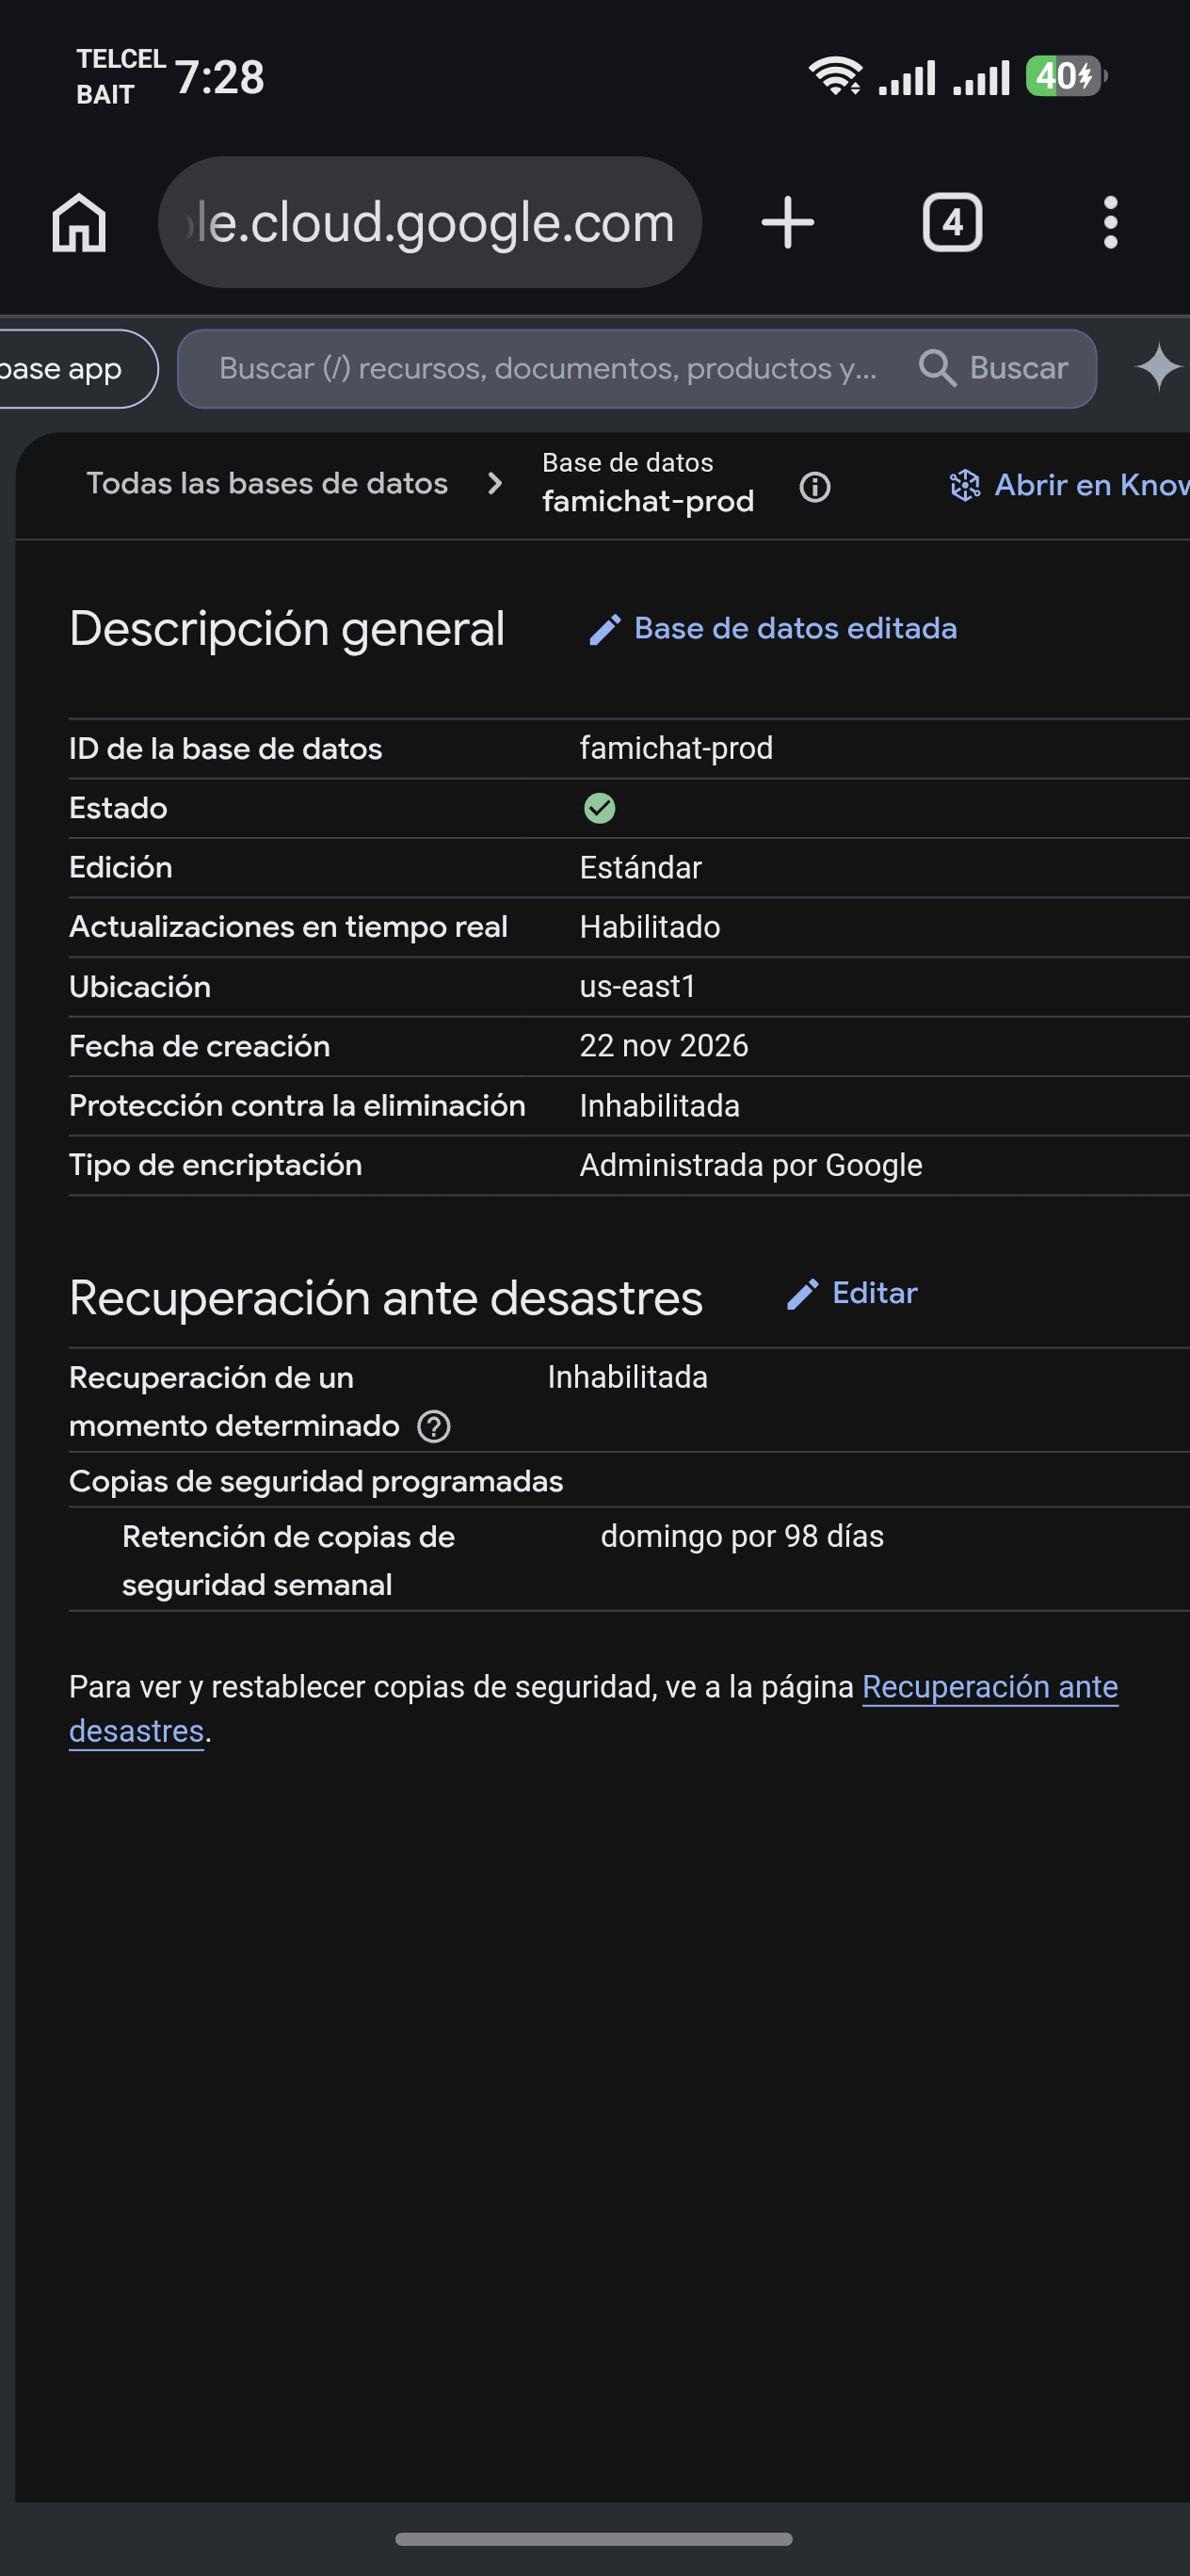 TELCEL
BAIT
7:28
40
le.cloud.google.com
4
base app
Buscar (/) recursos, documentos, productos y...
Buscar
Todas las bases de datos
Base de datos
famichat-prod
Abrir en Know
Descripción general
Base de datos editada
ID de la base de datos famichat-prod
Estado
Edición Estándar
Actualizaciones en tiempo real Habilitado
Ubicación us-east1
Fecha de creación 22 nov 2026
Protección contra la eliminación Inhabilitada
Tipo de encriptación Administrada por Google
Recuperación ante desastres
Editar
Recuperación de un momento determinado Inhabilitada
Copias de seguridad programadas
Retención de copias de seguridad semanal domingo por 98 días
Para ver y restablecer copias de seguridad, ve a la página Recuperación ante
desastres.